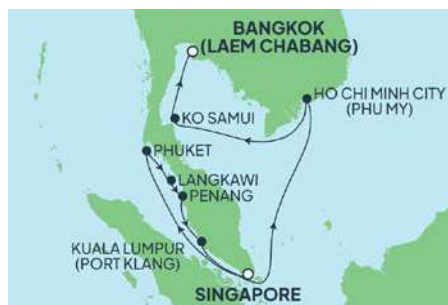 BANGKOK
(LAEM CHABANG)
HO CHI MINH CITY
(PHU MY)
KO SAMUI
PHUKET
LANGKAWI
PENANG
KUALA LUMPUR
(PORT KLANG)
SINGAPORE